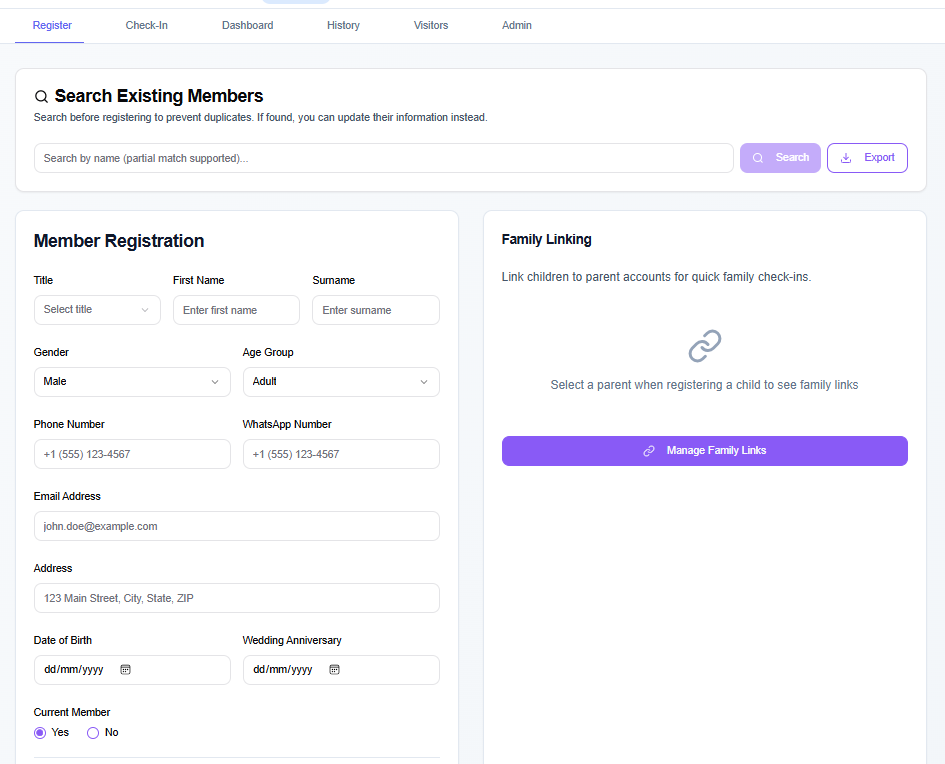 Register Check-In Dashboard History Visitors Admin
Search Existing Members
Search before registering to prevent duplicates. If found, you can update their information instead.
Search by name (partial match supported)... Search Export
Member Registration
Title First Name Surname
Select title Enter first name Enter surname
Gender Age Group
Male Adult
Phone Number WhatsApp Number
+1 (555) 123-4567 +1 (555) 123-4567
Email Address
john.doe@example.com
Address
123 Main Street, City, State, ZIP
Date of Birth Wedding Anniversary
dd/mm/yyyy dd/mm/yyyy
Current Member
Yes No
Family Linking
Link children to parent accounts for quick family check-ins.
Select a parent when registering a child to see family links
Manage Family Links